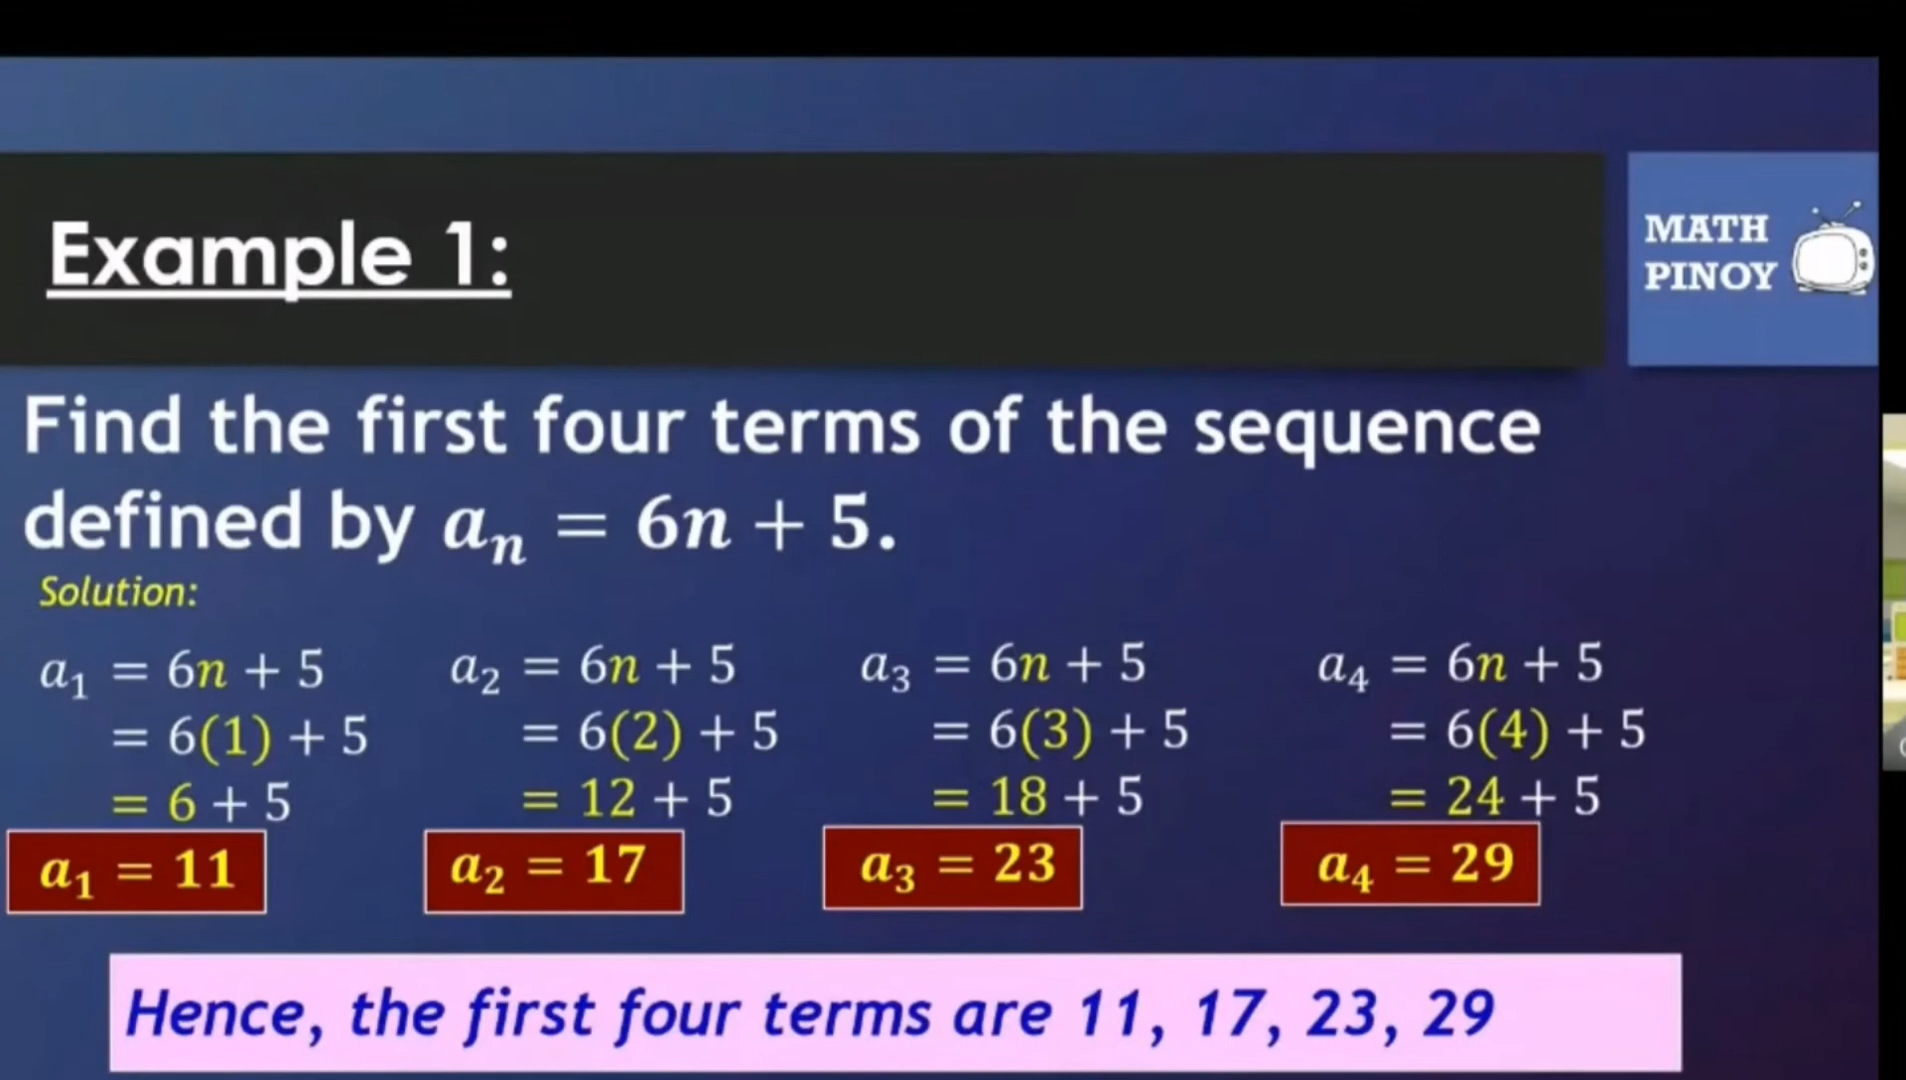 Example 1:
MATH
PINOY
Find the first four terms of the sequence
defined by aₙ = 6n + 5.
Solution:
a₁ = 6n + 5
= 6(1) + 5
= 6 + 5
a₁ = 11
a₂ = 6n + 5
= 6(2) + 5
= 12 + 5
a₂ = 17
a₃ = 6n + 5
= 6(3) + 5
= 18 + 5
a₃ = 23
a₄ = 6n + 5
= 6(4) + 5
= 24 + 5
a₄ = 29
Hence, the first four terms are 11, 17, 23, 29